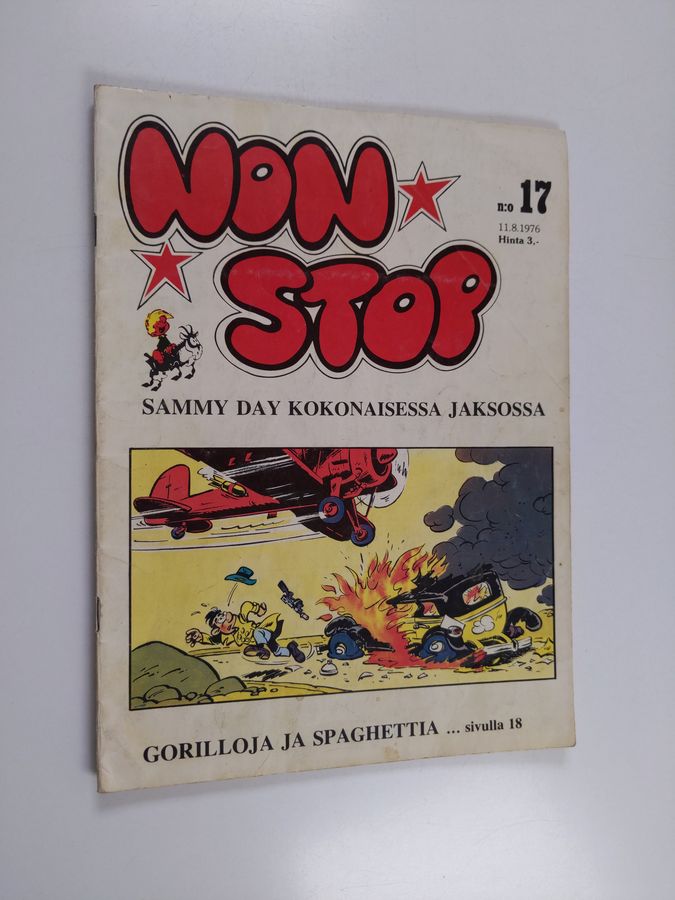 NON
STOP
n:o 17
11.8.1976
Hinta 3,-
SAMMY DAY KOKONAISESSA JAKSOSSA
GORILLOJA JA SPAGHETTIA ... sivulla 18